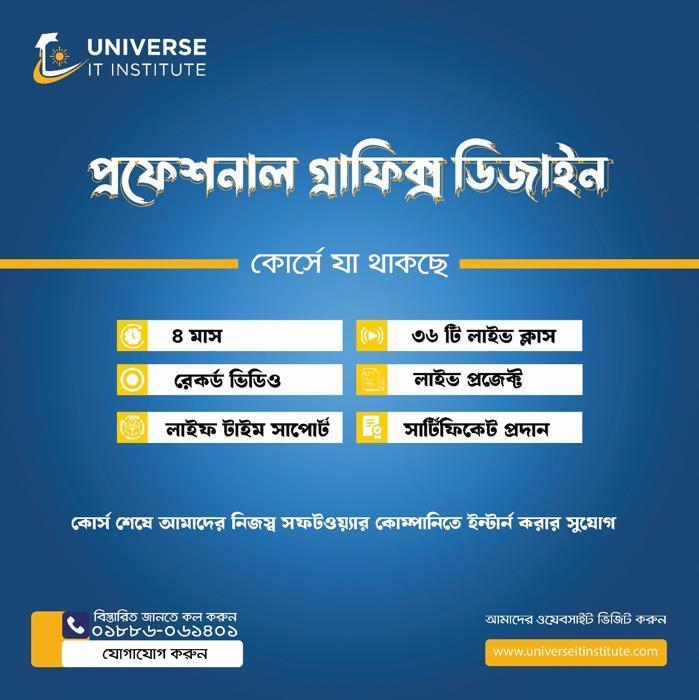 UNIVERSE
IT INSTITUTE
প্রফেশনাল গ্রাফিক্স ডিজাইন
কোর্সে যা থাকছে
৪ মাস
৩৬ টি লাইভ ক্লাস
রেকর্ড ভিডিও
লাইভ প্রজেক্ট
লাইফ টাইম সাপোর্ট
সার্টিফিকেট প্রদান
কোর্স শেষে আমাদের নিজস্ব সফটওয়্যার কোম্পানিতে ইন্টার্ন করার সুযোগ
বিস্তারিত জানতে কল করুন
০১৮৮৬-০৬১৪০১
যোগাযোগ করুন
আমাদের ওয়েবসাইট ভিজিট করুন
www.universeitinstitute.com